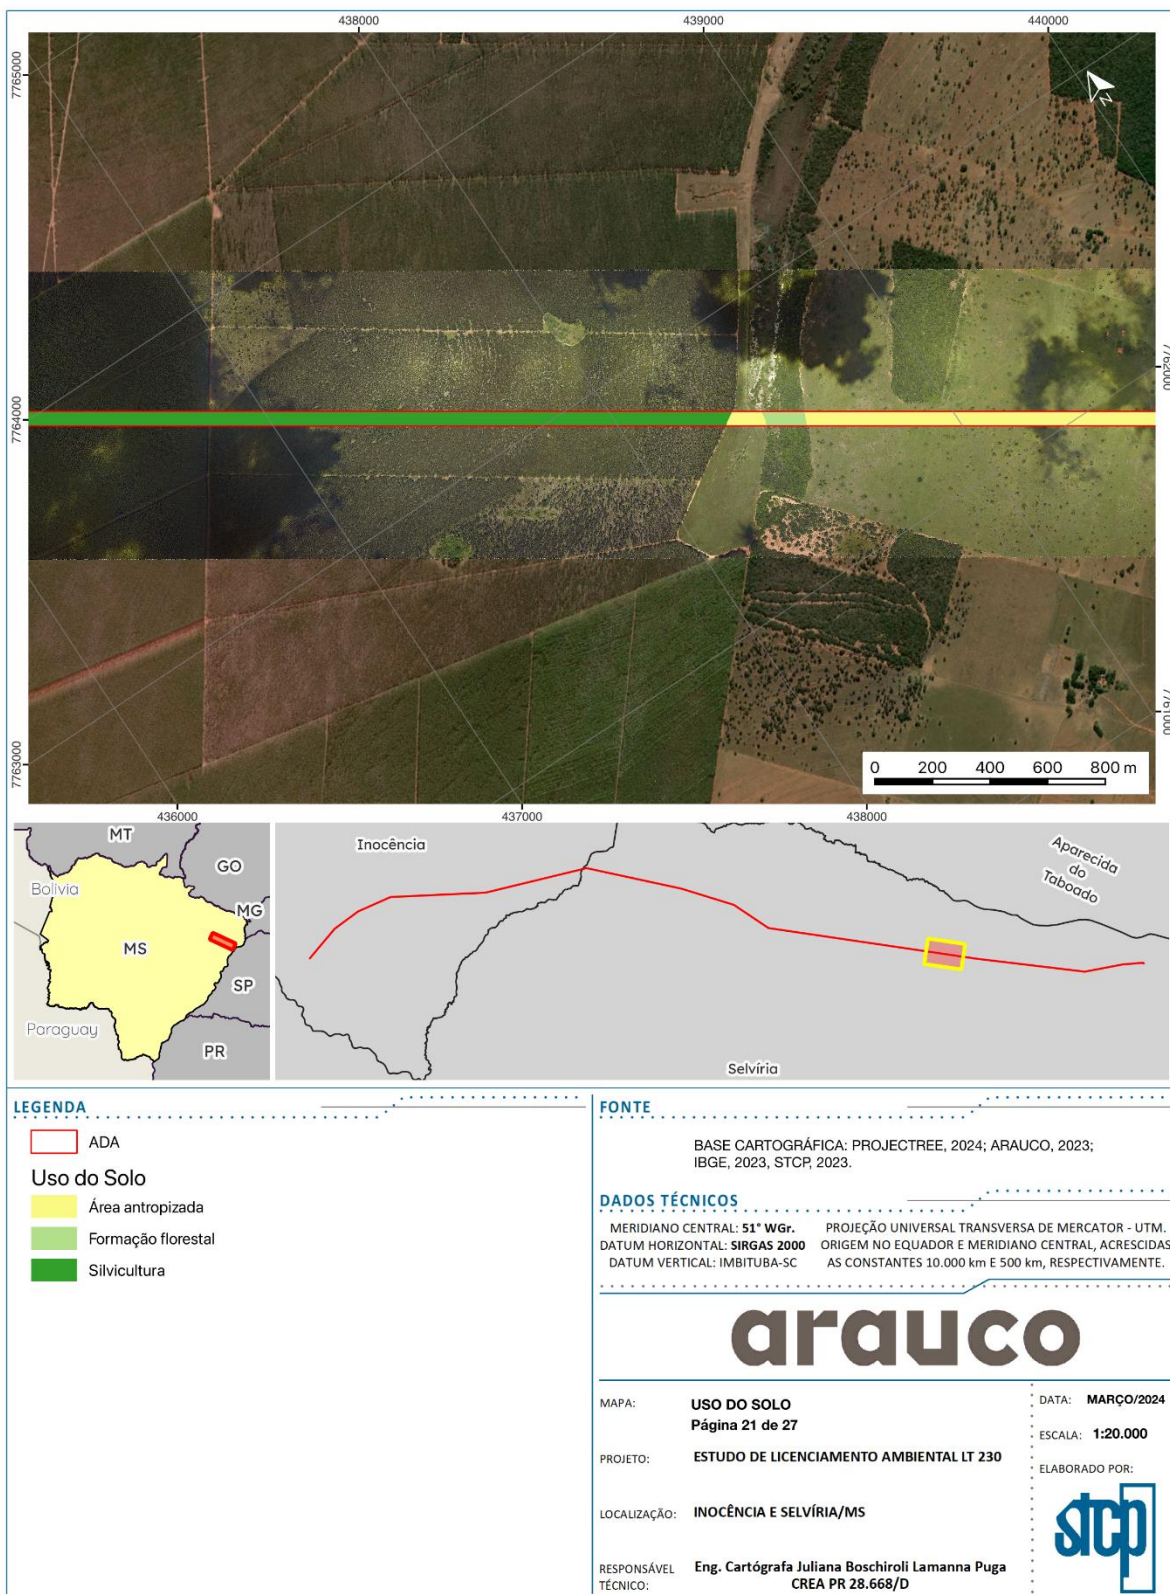 438000
439000
440000
7765000
7764000
7763000
7762000
7761000
N
0 200 400 600 800 m
436000
437000
438000
MT
GO
Bolivia
MG
MS
SP
Paraguay
PR
Inocência
Aparecida
do
Taboado
Selvíria
LEGENDA
ADA
Uso do Solo
Área antropizada
Formação florestal
Silvicultura
FONTE
BASE CARTOGRÁFICA: PROJECTREE, 2024; ARAUCO, 2023;
IBGE, 2023, STCP, 2023.
DADOS TÉCNICOS
MERIDIANO CENTRAL: 51° WGr.
DATUM HORIZONTAL: SIRGAS 2000
DATUM VERTICAL: IMBITUBA-SC
PROJEÇÃO UNIVERSAL TRANSVERSA DE MERCATOR - UTM.
ORIGEM NO EQUADOR E MERIDIANO CENTRAL, ACRESCIDAS
AS CONSTANTES 10.000 km E 500 km, RESPECTIVAMENTE.
arauco
MAPA: USO DO SOLO
Página 21 de 27
PROJETO: ESTUDO DE LICENCIAMENTO AMBIENTAL LT 230
LOCALIZAÇÃO: INOCÊNCIA E SELVÍRIA/MS
RESPONSÁVEL
TÉCNICO:
Eng. Cartógrafa Juliana Boschiroli Lamanna Puga
CREA PR 28.668/D
DATA: MARÇO/2024
ESCALA: 1:20.000
ELABORADO POR:
stcp